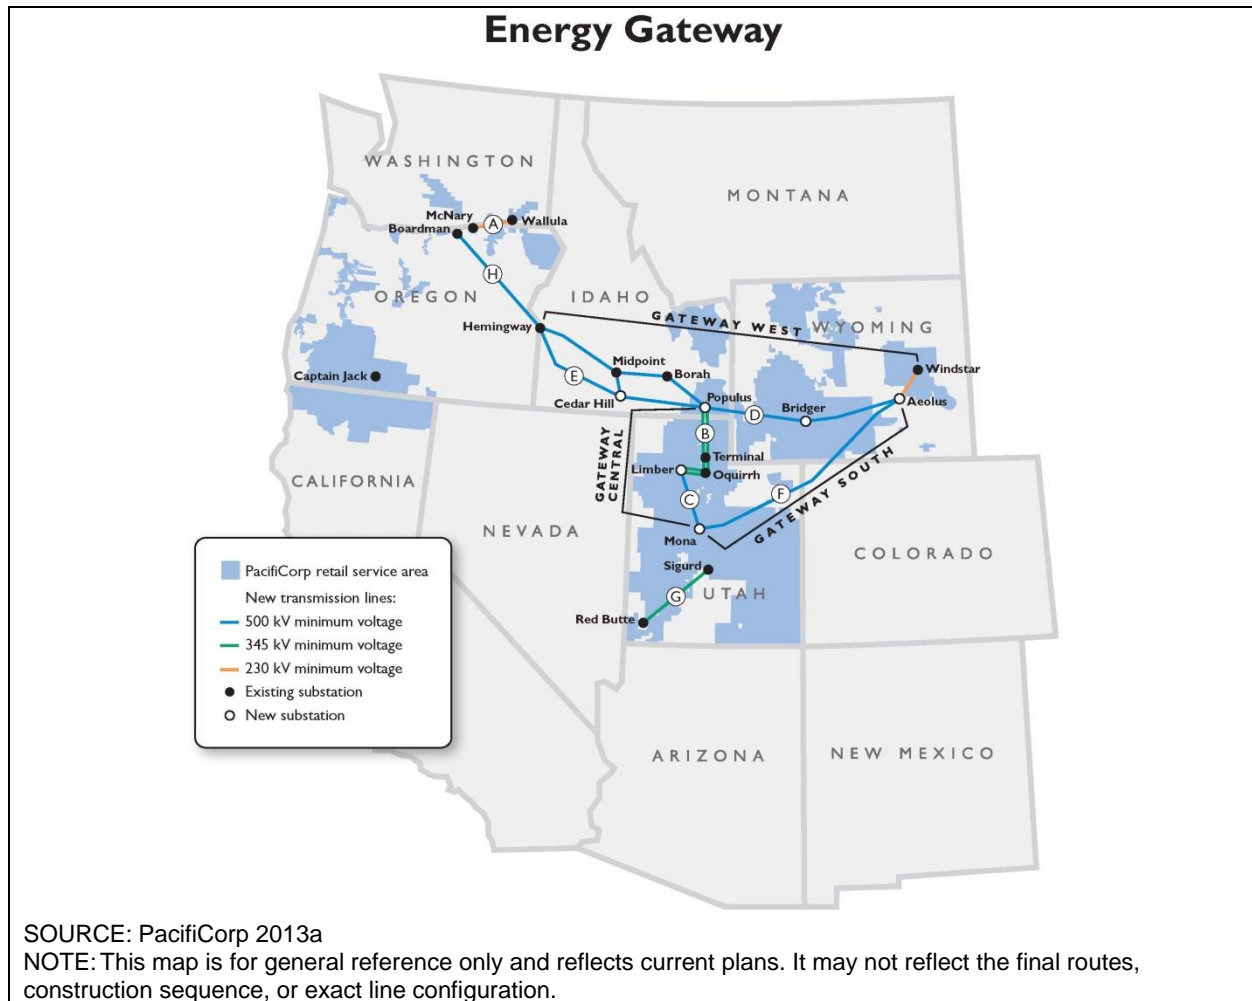 Energy Gateway
WASHINGTON
MONTANA
McNary
A
Wallula
Boardman
H
OREGON
IDAHO
GATEWAY WEST
WYOMING
Hemingway
Midpoint
Borah
Windstar
Captain Jack
E
Cedar Hill
Populus
D
Bridger
Aeolus
B
GATEWAY
CENTRAL
Terminal
Limber
Oquirrh
GATEWAY SOUTH
CALIFORNIA
C
F
NEVADA
Mona
COLORADO
Sigurd
UTAH
G
Red Butte
PacifiCorp retail service area
New transmission lines:
500 kV minimum voltage
345 kV minimum voltage
230 kV minimum voltage
Existing substation
New substation
ARIZONA
NEW MEXICO
SOURCE: PacifiCorp 2013a
NOTE: This map is for general reference only and reflects current plans. It may not reflect the final routes,
construction sequence, or exact line configuration.